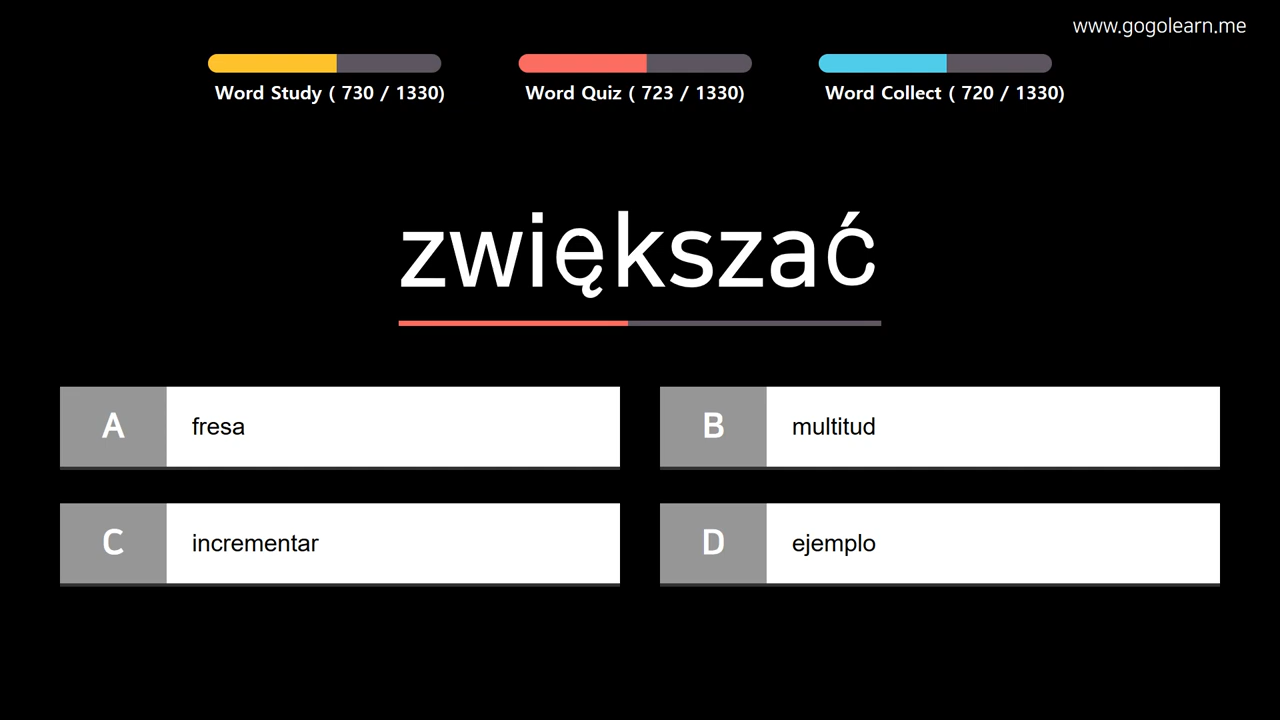 www.gogolearn.me
Word Study ( 730 / 1330)
Word Quiz ( 723 / 1330)
Word Collect ( 720 / 1330)
zwiększać
A fresa
B multitud
C incrementar
D ejemplo